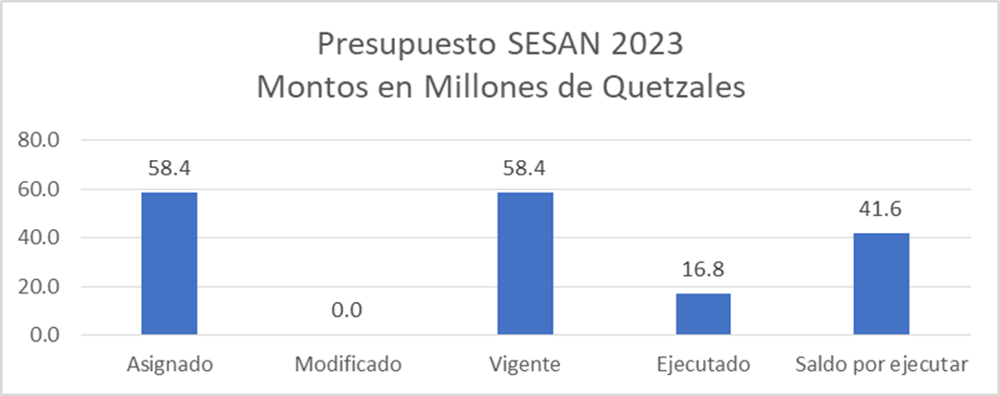 Presupuesto SESAN 2023
Montos en Millones de Quetzales
80.0
60.0
40.0
20.0
0.0
58.4
0.0
58.4
16.8
41.6
Asignado
Modificado
Vigente
Ejecutado
Saldo por ejecutar